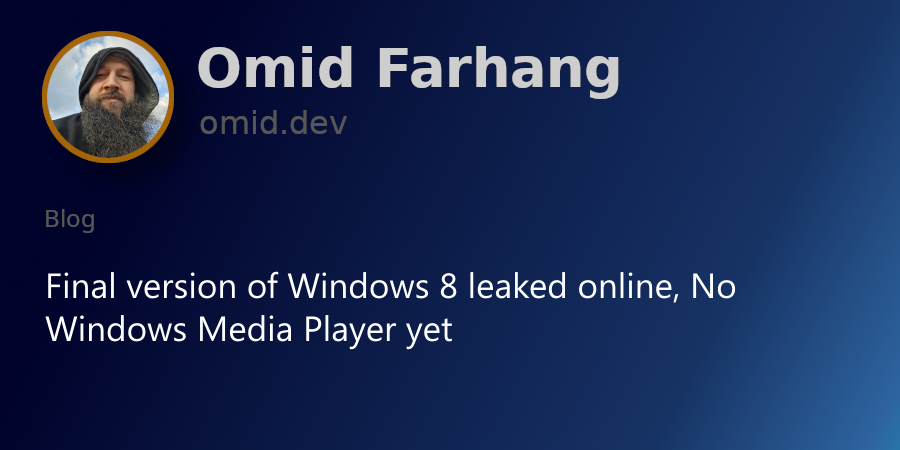 Omid Farhang
omid.dev
Blog
Final version of Windows 8 leaked online, No
Windows Media Player yet